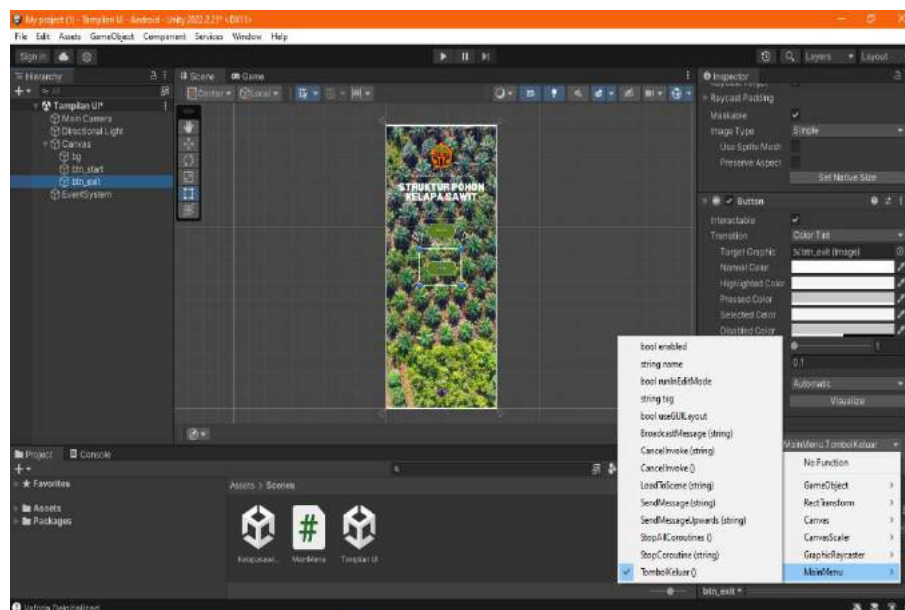 My project (1) - Tampilan UI - Android - Unity 2022.2.21* <DX11>
File Edit Assets GameObject Component Services Window Help
Sign in
Layers
Layout
Hierarchy
Scene
Game
Inspector
Center
Local
2D
Tampilan UI*
Main Camera
Directional Light
Canvas
bg
btn_start
btn_exit
EventSystem
Raycast Padding
Maskable
Image Type
Simple
Use Sprite Mesh
Preserve Aspect
Set Native Size
STRUKTUR POHON
KELAPA SAWIT
Button
Interactable
Transition
Color Tint
Target Graphic
btn_exit (Image)
Normal Color
Highlighted Color
Pressed Color
Selected Color
Disabled Color
1
0.1
Automatic
Visualize
bool enabled
string name
bool runInEditMode
string tag
bool useGUILayout
BroadcastMessage (string)
CancelInvoke (string)
CancelInvoke ()
LoadToScene (string)
SendMessage (string)
SendMessageUpwards (string)
StopAllCoroutines ()
StopCoroutine (string)
TombolKeluar ()
MainMenu.TombolKeluar
No Function
GameObject
RectTransform
Canvas
CanvasScaler
GraphicRaycaster
MainMenu
Project
Console
Favorites
Assets
Packages
Assets > Scenes
Kelapasawi...
MainMenu
Tampilan UI
btn_exit